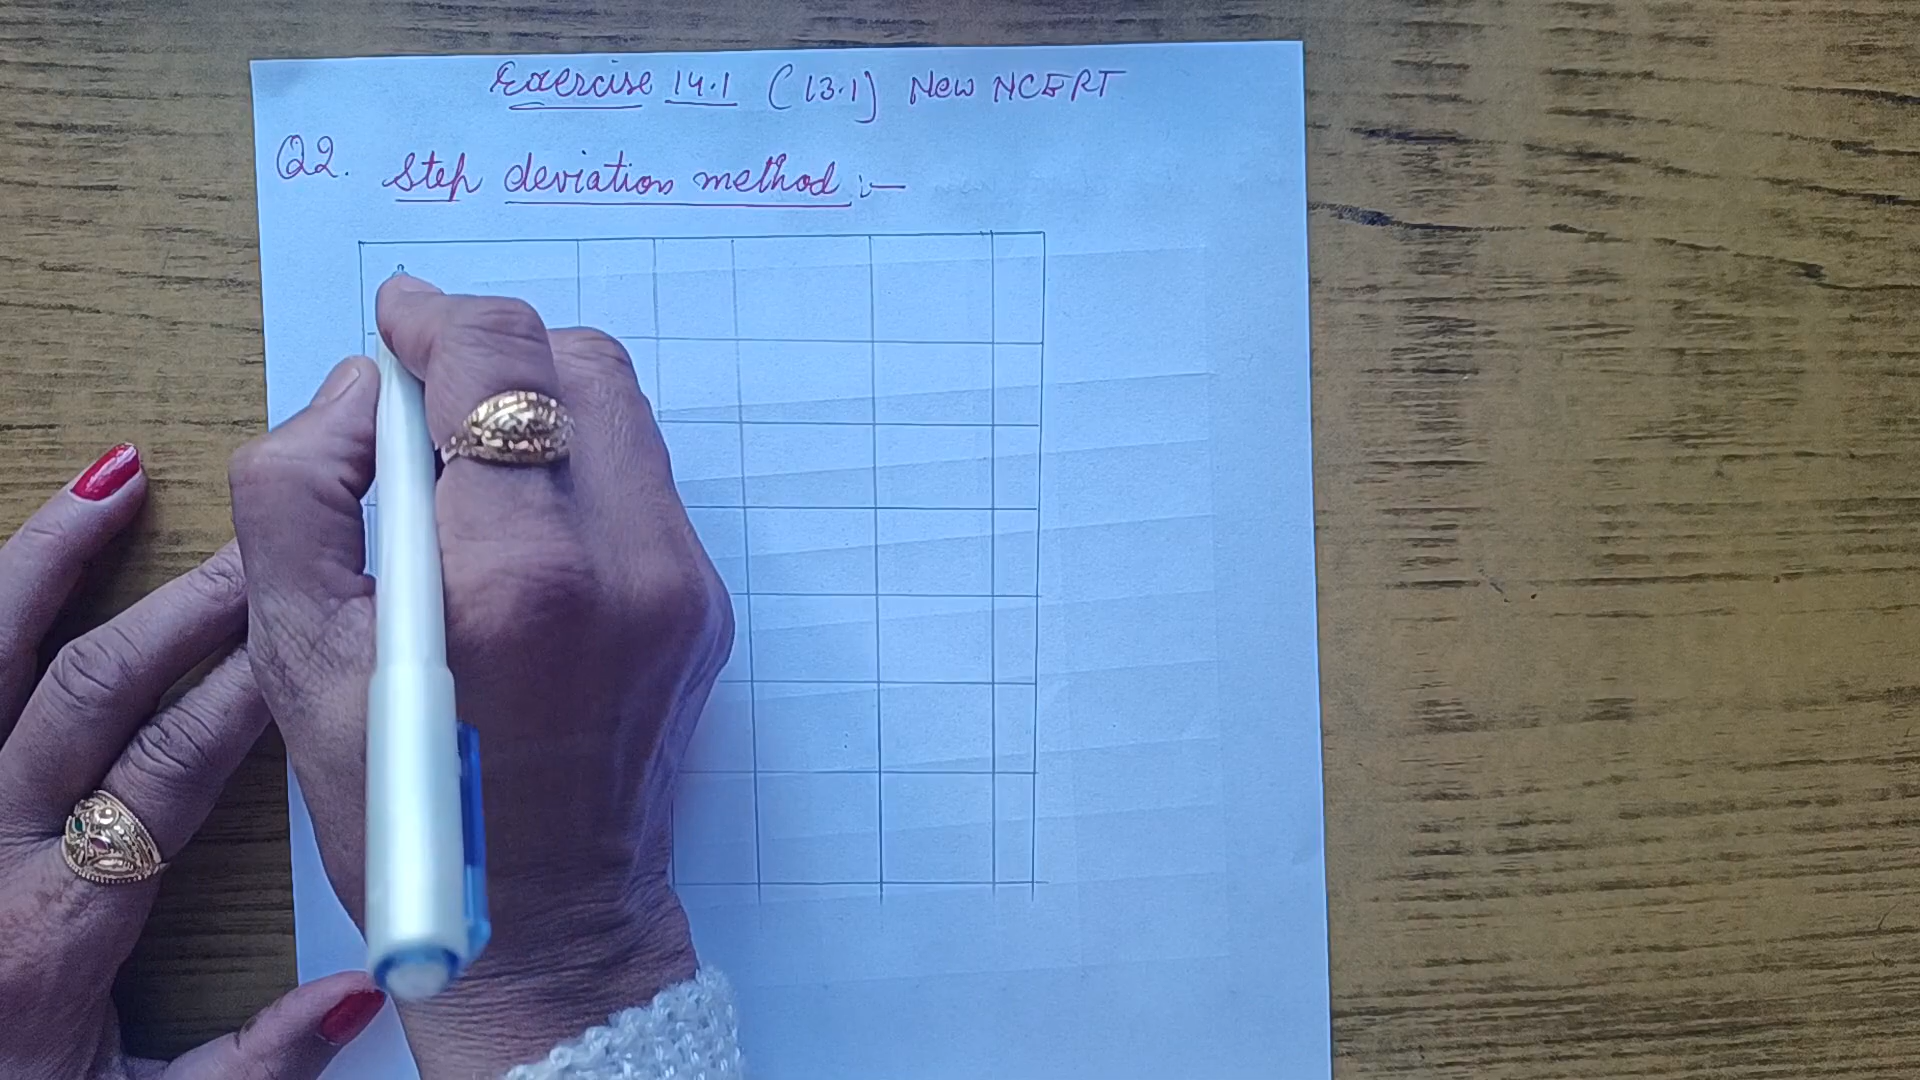 Exercise 14.1 (13.1) New NCERT
Q2. Step deviation method :-